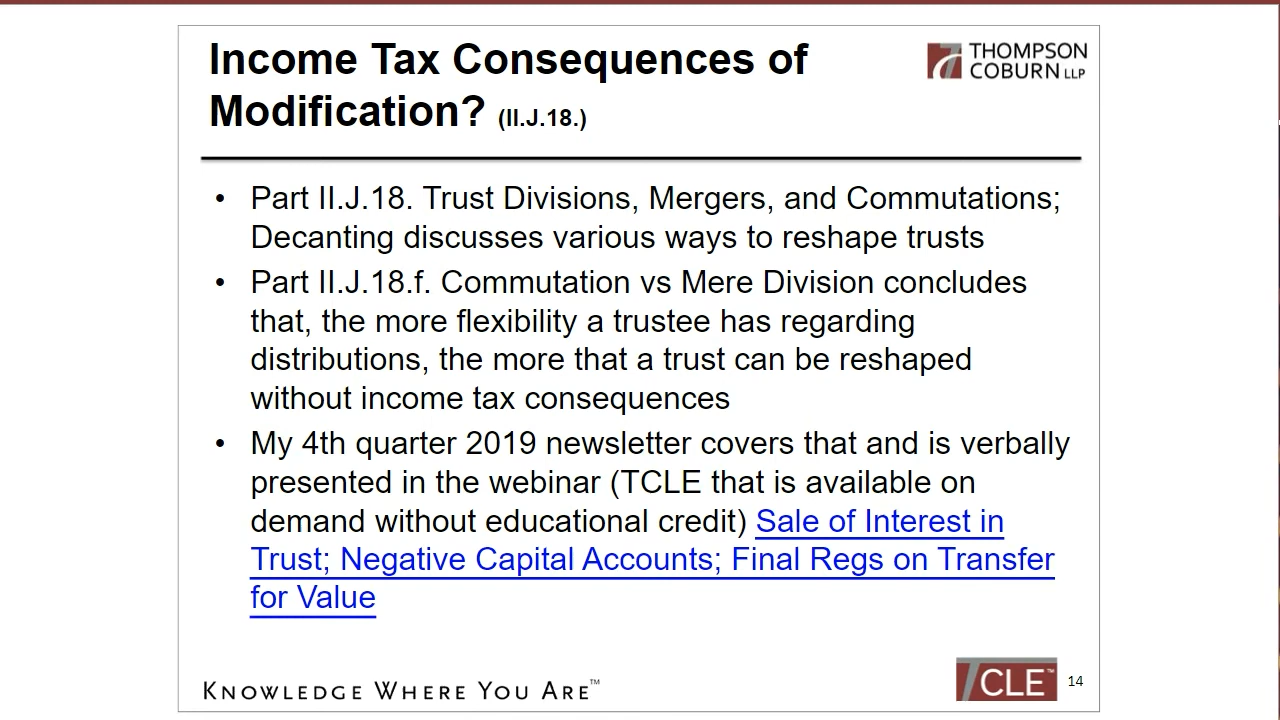 Income Tax Consequences of
Modification? (II.J.18.)
THOMPSON
COBURN LLP
• Part II.J.18. Trust Divisions, Mergers, and Commutations;
Decanting discusses various ways to reshape trusts
• Part II.J.18.f. Commutation vs Mere Division concludes
that, the more flexibility a trustee has regarding
distributions, the more that a trust can be reshaped
without income tax consequences
• My 4th quarter 2019 newsletter covers that and is verbally
presented in the webinar (TCLE that is available on
demand without educational credit) Sale of Interest in
Trust; Negative Capital Accounts; Final Regs on Transfer
for Value
KNOWLEDGE WHERE YOU ARE™
TCLE™
14